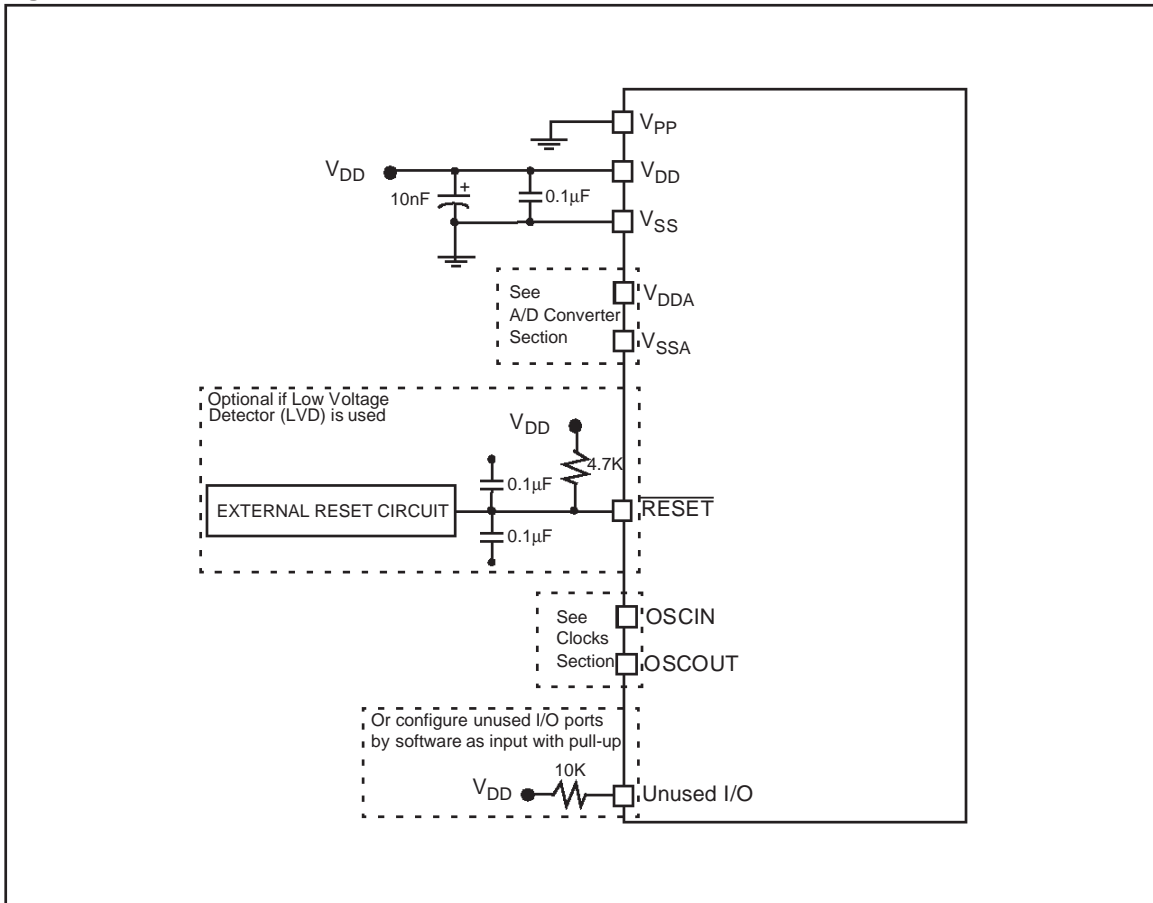 VPP
VDD
VDD
10nF
+
0.1µF
VSS
See
A/D Converter
Section
VDDA
VSSA
Optional if Low Voltage
Detector (LVD) is used
VDD
4.7K
0.1µF
EXTERNAL RESET CIRCUIT
RESET
0.1µF
See
Clocks
Section
OSCIN
OSCOUT
Or configure unused I/O ports
by software as input with pull-up
10K
VDD
Unused I/O